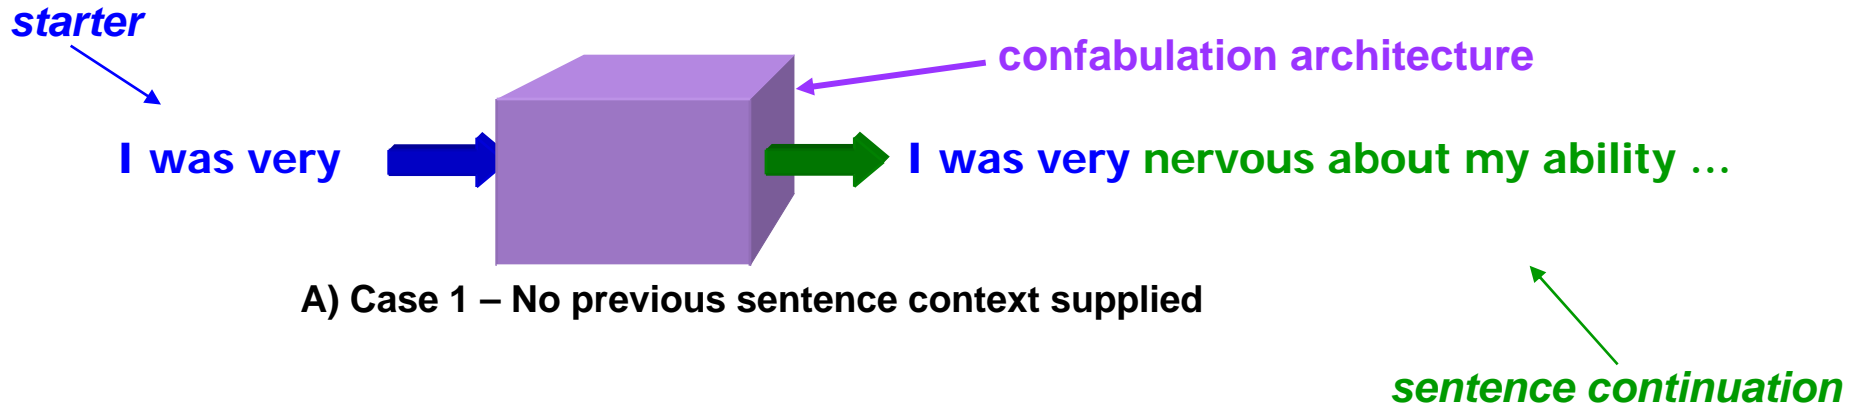 starter
confabulation architecture
I was very
I was very nervous about my ability ...
A) Case 1 – No previous sentence context supplied
sentence continuation